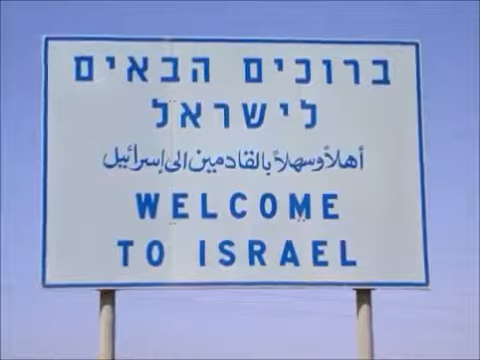 ברוכים הבאים
לישראל
أهلاً وسهلاً بالقادمين الى إسرائيل
WELCOME
TO ISRAEL